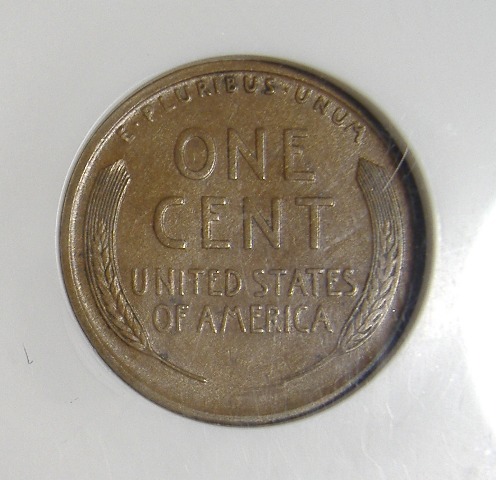 E·PLURIBUS·UNUM
ONE
CENT
UNITED STATES
OF AMERICA